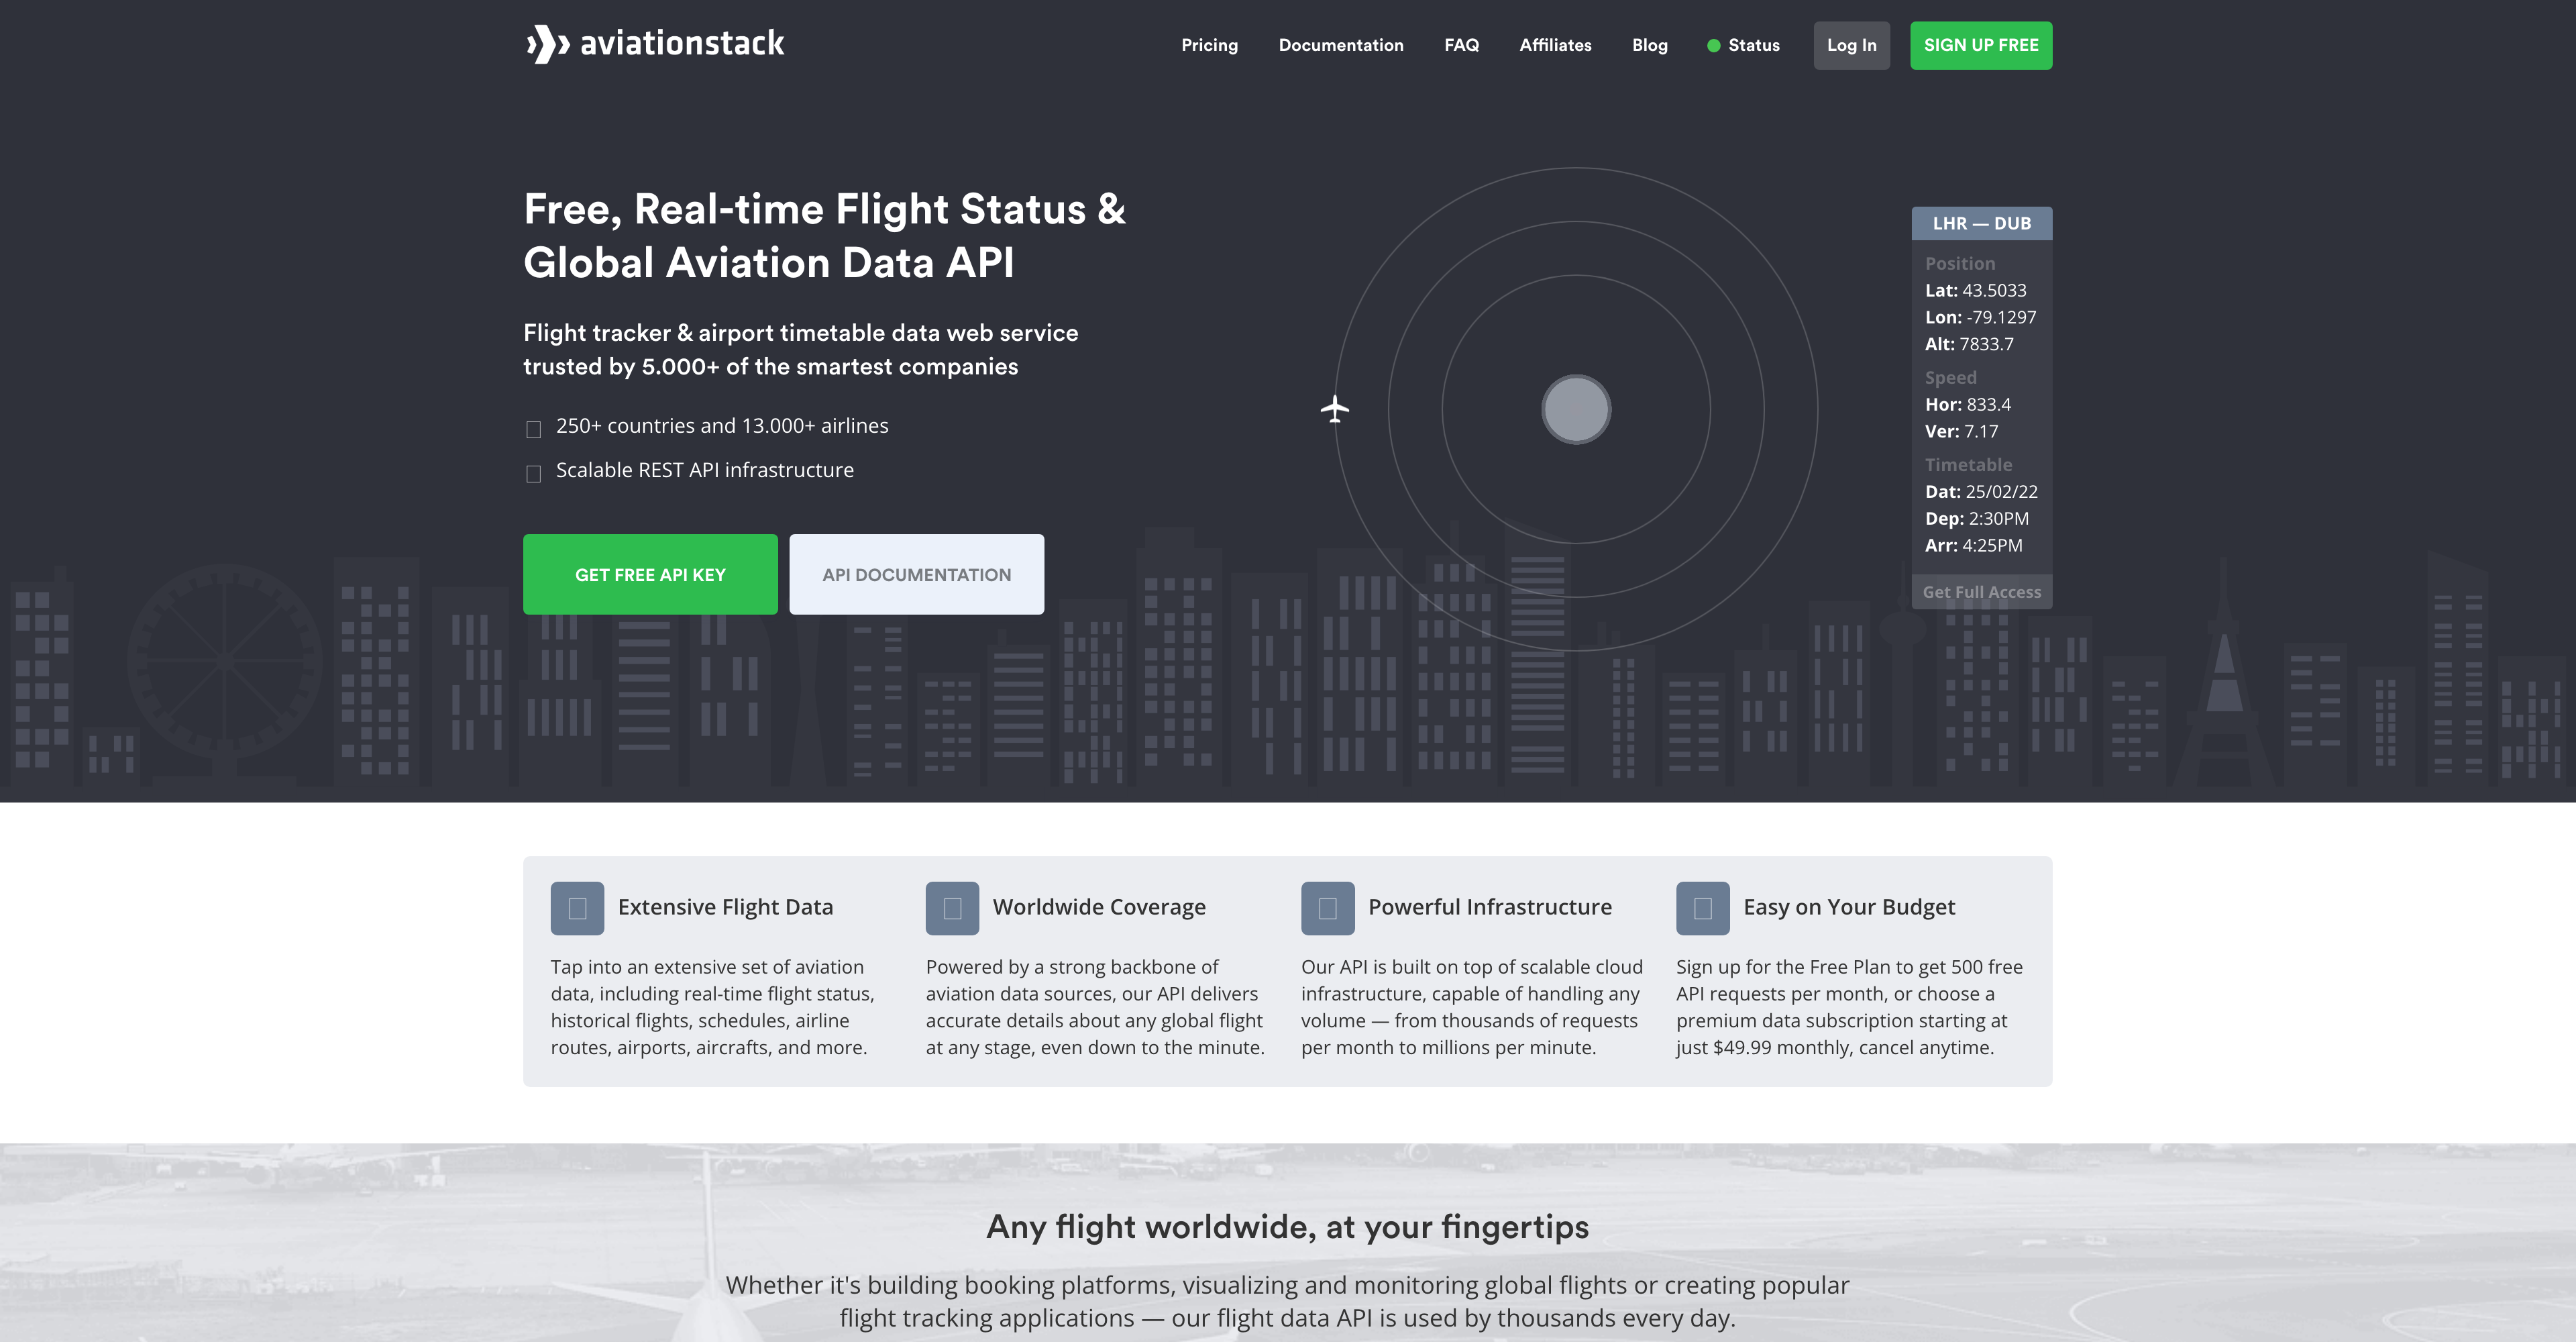 aviationstack
Pricing
Documentation
FAQ
Affiliates
Blog
Status
Log In
SIGN UP FREE
Free, Real-time Flight Status &
Global Aviation Data API
Flight tracker & airport timetable data web service
trusted by 5.000+ of the smartest companies
250+ countries and 13.000+ airlines
Scalable REST API infrastructure
GET FREE API KEY
API DOCUMENTATION
LHR — DUB
Position
Lat: 43.5033
Lon: -79.1297
Alt: 7833.7
Speed
Hor: 833.4
Ver: 7.17
Timetable
Dat: 25/02/22
Dep: 2:30PM
Arr: 4:25PM
Get Full Access
Extensive Flight Data
Tap into an extensive set of aviation
data, including real-time flight status,
historical flights, schedules, airline
routes, airports, aircrafts, and more.
Worldwide Coverage
Powered by a strong backbone of
aviation data sources, our API delivers
accurate details about any global flight
at any stage, even down to the minute.
Powerful Infrastructure
Our API is built on top of scalable cloud
infrastructure, capable of handling any
volume — from thousands of requests
per month to millions per minute.
Easy on Your Budget
Sign up for the Free Plan to get 500 free
API requests per month, or choose a
premium data subscription starting at
just $49.99 monthly, cancel anytime.
Any flight worldwide, at your fingertips
Whether it's building booking platforms, visualizing and monitoring global flights or creating popular
flight tracking applications — our flight data API is used by thousands every day.